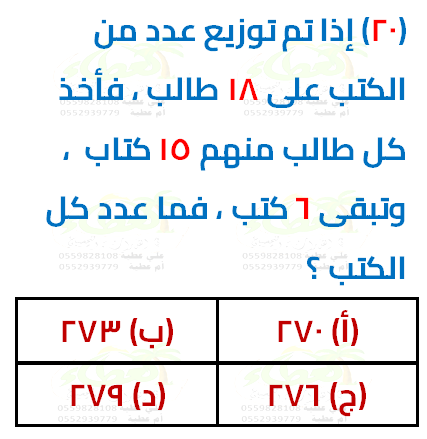 (٢٠) إذا تم توزيع عدد من
الكتب على ١٨ طالب ، فأخذ
كل طالب منهم ١٥ كتاب ،
وتبقى ٦ كتب ، فما عدد كل
الكتب ؟
(أ) ٢٧٠ (ب) ٢٧٣
(ج) ٢٧٦ (د) ٢٧٩